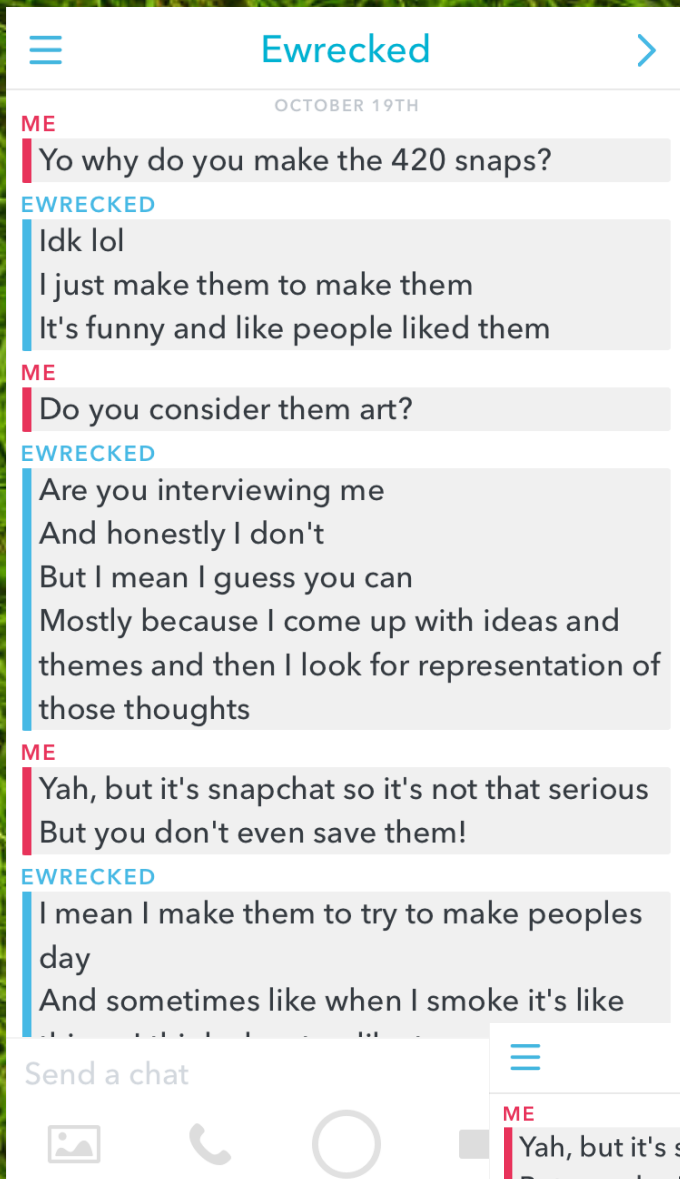 Ewrecked
OCTOBER 19TH
ME
Yo why do you make the 420 snaps?
EWRECKED
Idk lol
I just make them to make them
It's funny and like people liked them
ME
Do you consider them art?
EWRECKED
Are you interviewing me
And honestly I don't
But I mean I guess you can
Mostly because I come up with ideas and
themes and then I look for representation of
those thoughts
ME
Yah, but it's snapchat so it's not that serious
But you don't even save them!
EWRECKED
I mean I make them to try to make peoples
day
And sometimes like when I smoke it's like
Send a chat
ME
Yah, but it's